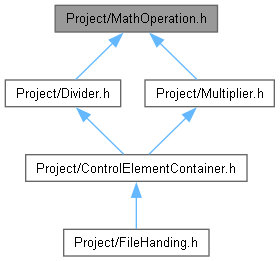 Project/MathOperation.h
Project/Divider.h
Project/Multiplier.h
Project/ControlElementContainer.h
Project/FileHanding.h